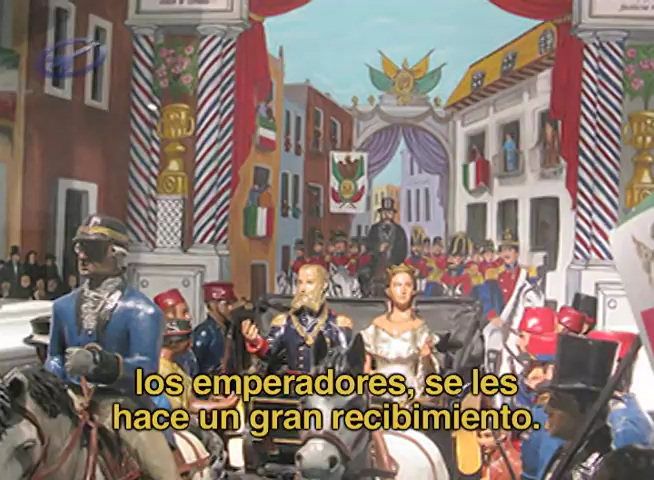 los emperadores, se les
hace un gran recibimiento.